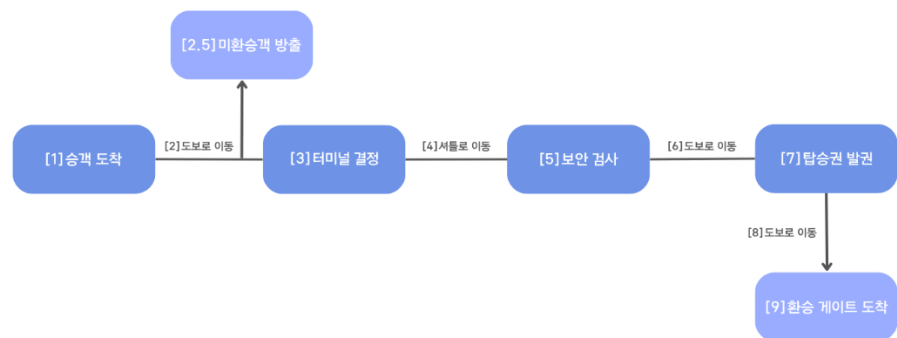 [2.5]미환승객 방출
[1]승객 도착
[2]도보로 이동
[3]터미널 결정
[4]셔틀로 이동
[5]보안 검사
[6]도보로 이동
[7]탑승권 발권
[8]도보로 이동
[9]환승 게이트 도착